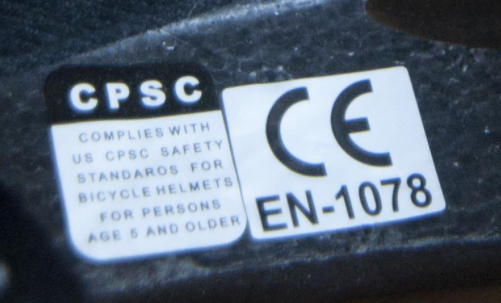 CPSC
COMPLIES WITH
US CPSC SAFETY
STANDAROS FOR
BICYCLE HELMETS
FOR PERSONS
AGE 5 AND OLDER
CE
EN-1078